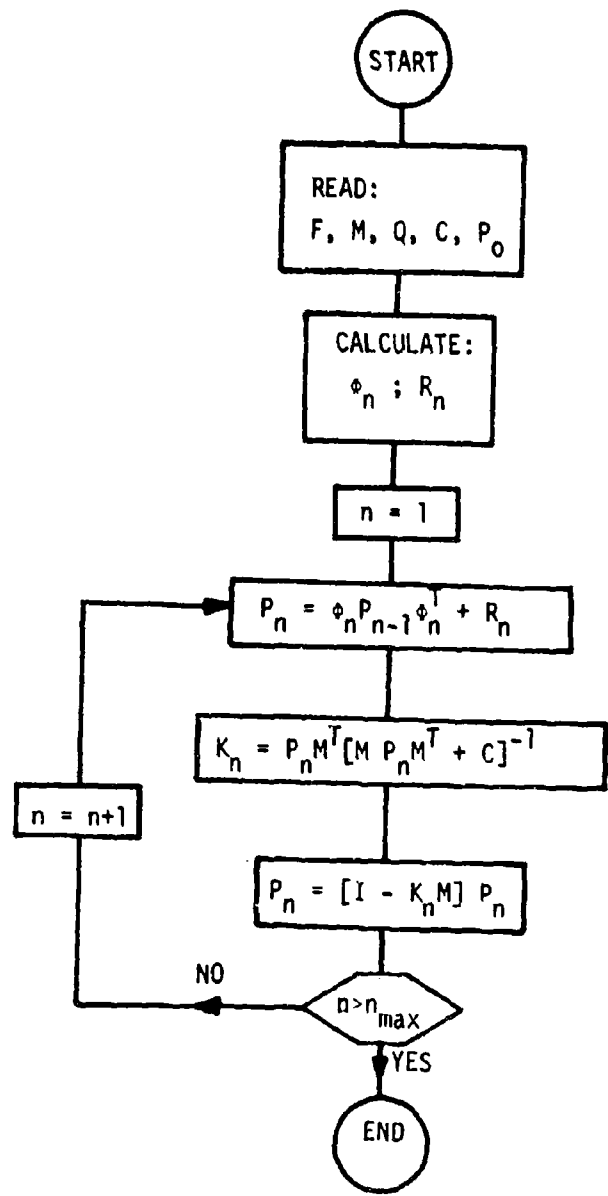 START
READ:
F, M, Q, C, P₀
CALCULATE:
Φₙ ; Rₙ
n = 1
Pₙ = ΦₙPₙ₋₁Φₙᵀ + Rₙ
Kₙ = PₙMᵀ[M PₙMᵀ + C]⁻¹
n = n+1
Pₙ = [I - KₙM] Pₙ
NO
n>n_max
YES
END